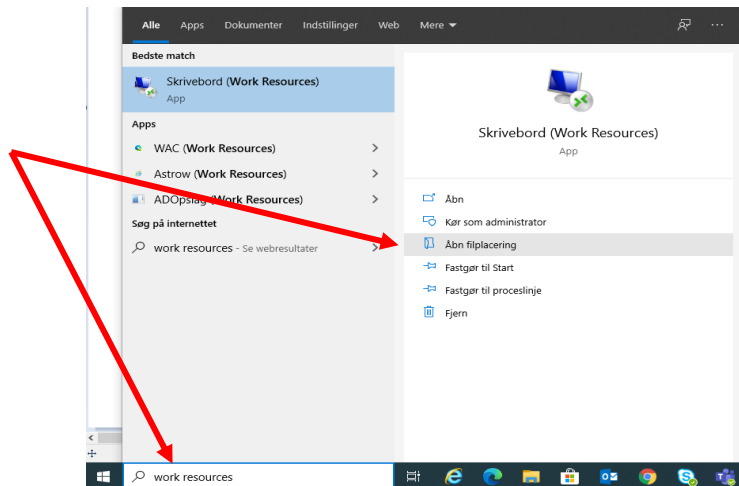 Alle Apps Dokumenter Indstillinger Web Mere
Bedste match
Skrivebord (Work Resources)
App
Apps
WAC (Work Resources)
Astrow (Work Resources)
ADOpslag (Work Resources)
Søg på internettet
work resources - Se webresultater
Skrivebord (Work Resources)
App
Åbn
Kør som administrator
Åbn filplacering
Fastgør til Start
Fastgør til proceslinje
Fjern
work resources